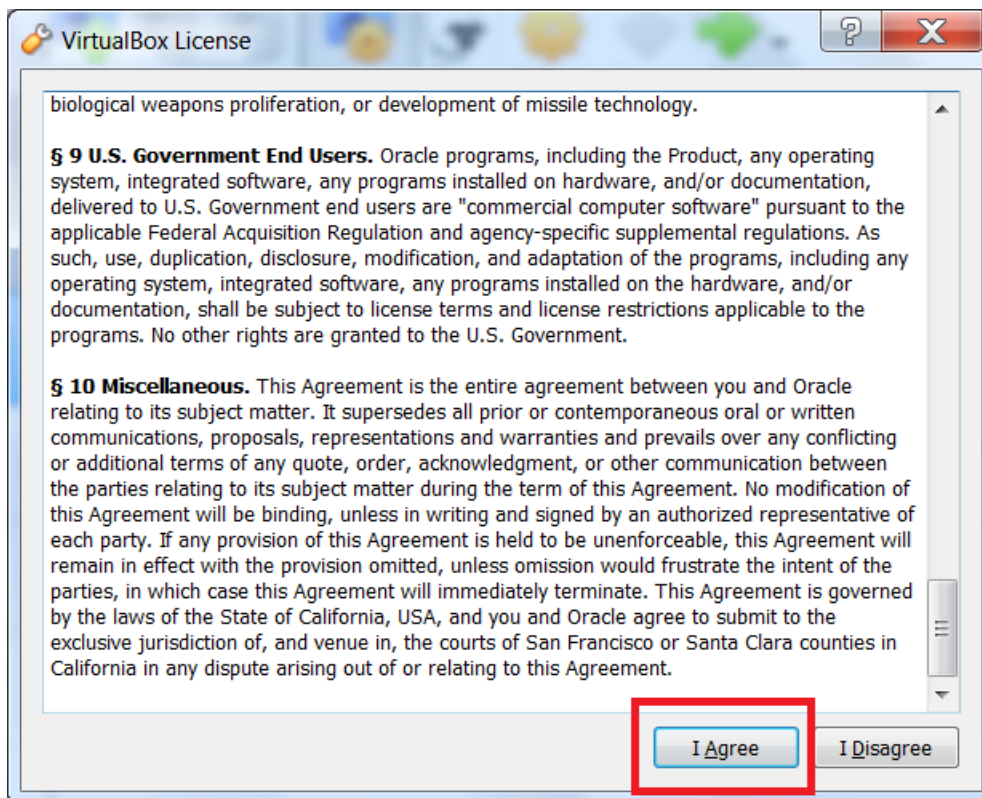 VirtualBox License
biological weapons proliferation, or development of missile technology.
§ 9 U.S. Government End Users. Oracle programs, including the Product, any operating
system, integrated software, any programs installed on hardware, and/or documentation,
delivered to U.S. Government end users are "commercial computer software" pursuant to the
applicable Federal Acquisition Regulation and agency-specific supplemental regulations. As
such, use, duplication, disclosure, modification, and adaptation of the programs, including any
operating system, integrated software, any programs installed on the hardware, and/or
documentation, shall be subject to license terms and license restrictions applicable to the
programs. No other rights are granted to the U.S. Government.
§ 10 Miscellaneous. This Agreement is the entire agreement between you and Oracle
relating to its subject matter. It supersedes all prior or contemporaneous oral or written
communications, proposals, representations and warranties and prevails over any conflicting
or additional terms of any quote, order, acknowledgment, or other communication between
the parties relating to its subject matter during the term of this Agreement. No modification of
this Agreement will be binding, unless in writing and signed by an authorized representative of
each party. If any provision of this Agreement is held to be unenforceable, this Agreement will
remain in effect with the provision omitted, unless omission would frustrate the intent of the
parties, in which case this Agreement will immediately terminate. This Agreement is governed
by the laws of the State of California, USA, and you and Oracle agree to submit to the
exclusive jurisdiction of, and venue in, the courts of San Francisco or Santa Clara counties in
California in any dispute arising out of or relating to this Agreement.
I Agree
I Disagree